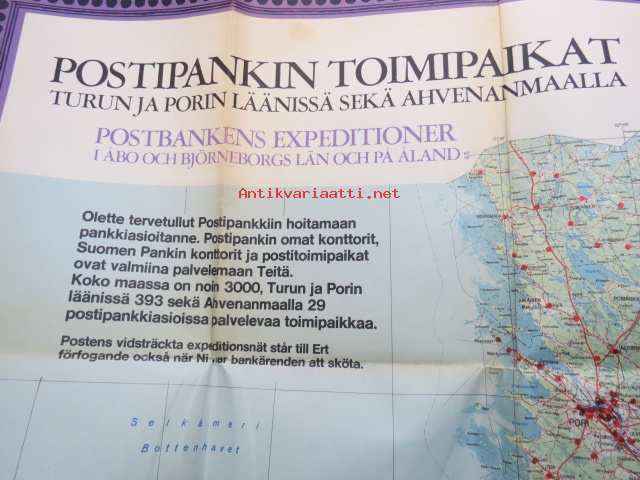 POSTIPANKIN TOIMIPAIKAT
TURUN JA PORIN LÄÄNISSÄ SEKÄ AHVENANMAALLA
POSTBANKENS EXPEDITIONER
I ÅBO OCH BJÖRNEBORGS LÄN OCH PÅ ÅLAND
Antikvariaatti.net
Olette tervetullut Postipankkiin hoitamaan
pankkiasioitanne. Postipankin omat konttorit,
Suomen Pankin konttorit ja postitoimipaikat
ovat valmiina palvelemaan Teitä.
Koko maassa on noin 3000, Turun ja Porin
läänissä 393 sekä Ahvenanmaalla 29
postipankkiasioissa palvelevaa toimipaikkaa.
Postens vidsträckta expeditionsnät står till Ert
förfogande också när Ni har bankärenden att sköta.
Selkämeri
Bottenhavet
PORI